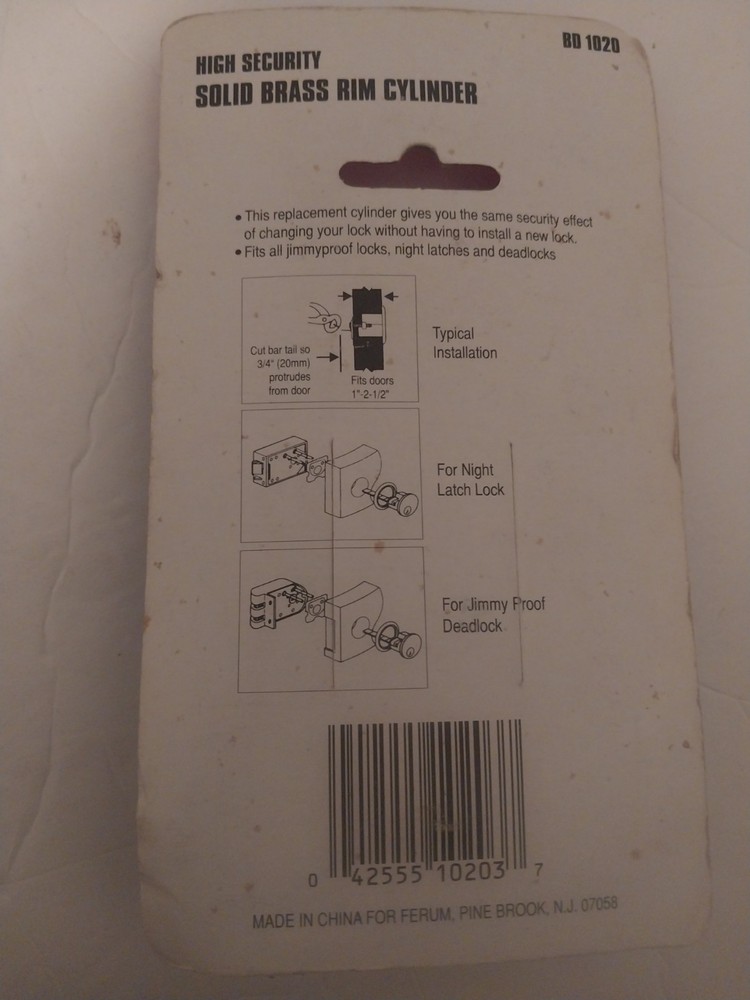 BD 1020
HIGH SECURITY
SOLID BRASS RIM CYLINDER
• This replacement cylinder gives you the same security effect
of changing your lock without having to install a new lock.
• Fits all jimmyproof locks, night latches and deadlocks
Cut bar tail so
3/4" (20mm)
protrudes
from door
Fits doors
1"-2-1/2"
Typical
Installation
For Night
Latch Lock
For Jimmy Proof
Deadlock
0 42555 10203 7
MADE IN CHINA FOR FERUM, PINE BROOK, N.J. 07058